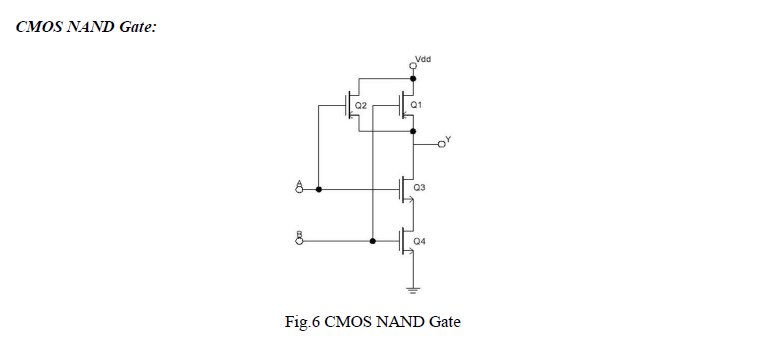 CMOS NAND Gate:
Vdd
Q2
Q1
Y
A
Q3
B
Q4
Fig.6 CMOS NAND Gate